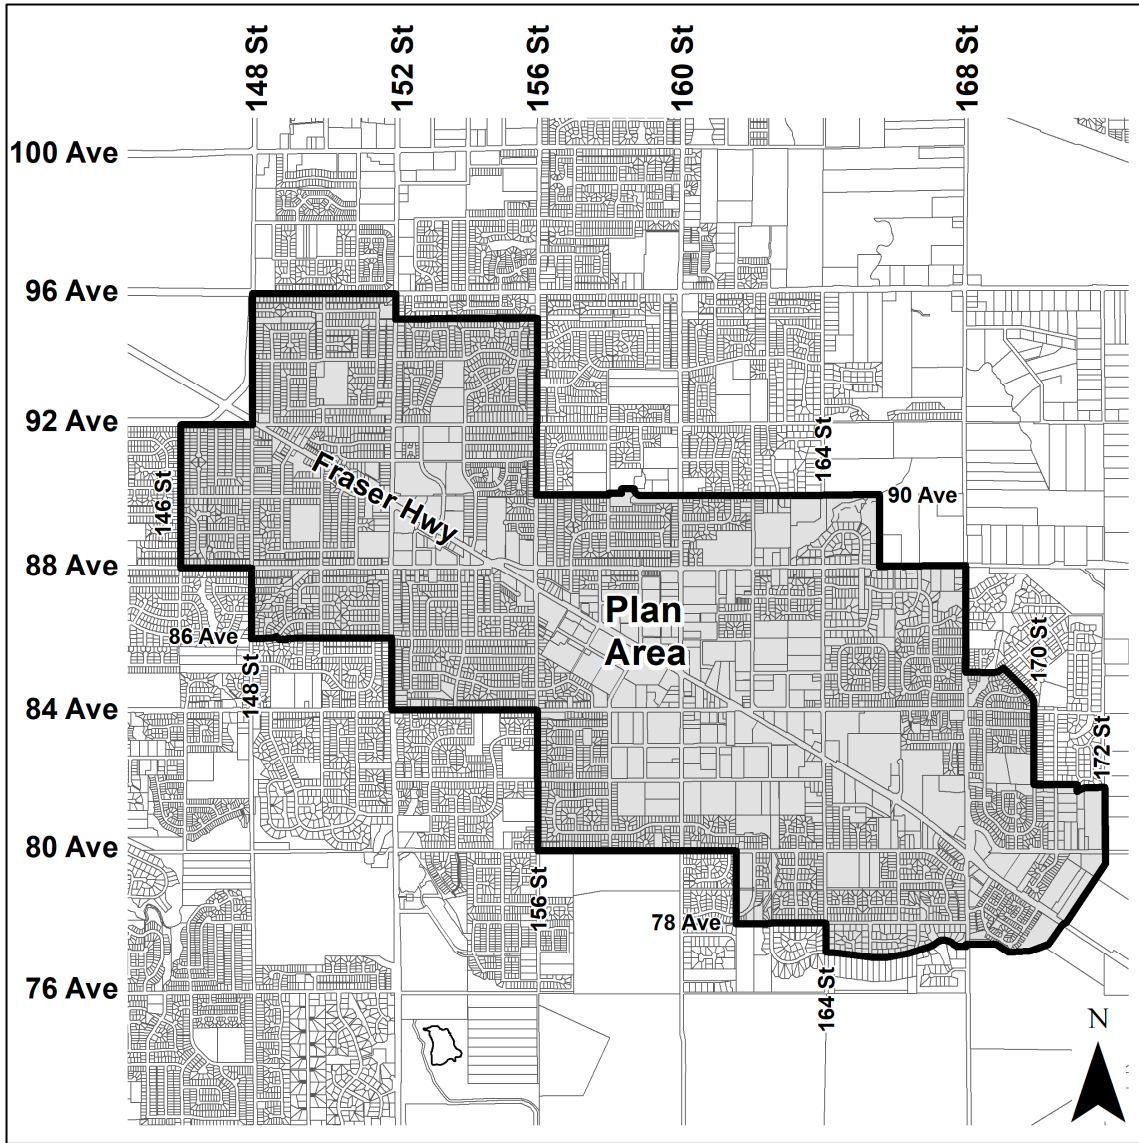 148 St
152 St
156 St
160 St
168 St
100 Ave
96 Ave
92 Ave
164 St
Fraser Hwy
146 St
90 Ave
88 Ave
Plan
Area
86 Ave
170 St
148 St
84 Ave
172 St
80 Ave
156 St
78 Ave
76 Ave
164 St
N